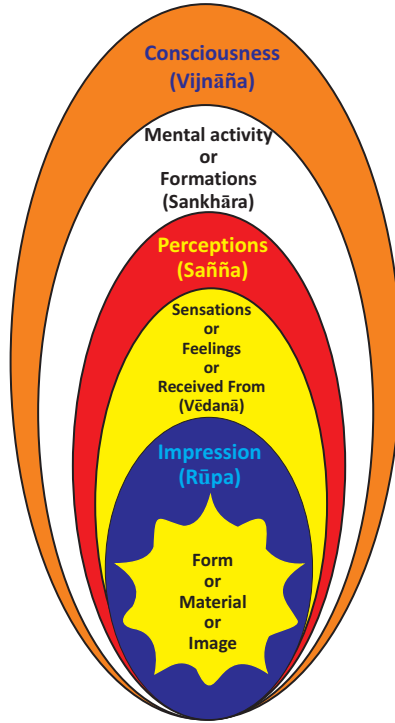 Consciousness
(Vijnāña)
Mental activity
or
Formations
(Sankhāra)
Perceptions
(Sañña)
Sensations
or
Feelings
or
Received From
(Vēdanā)
Impression
(Rūpa)
Form
or
Material
or
Image